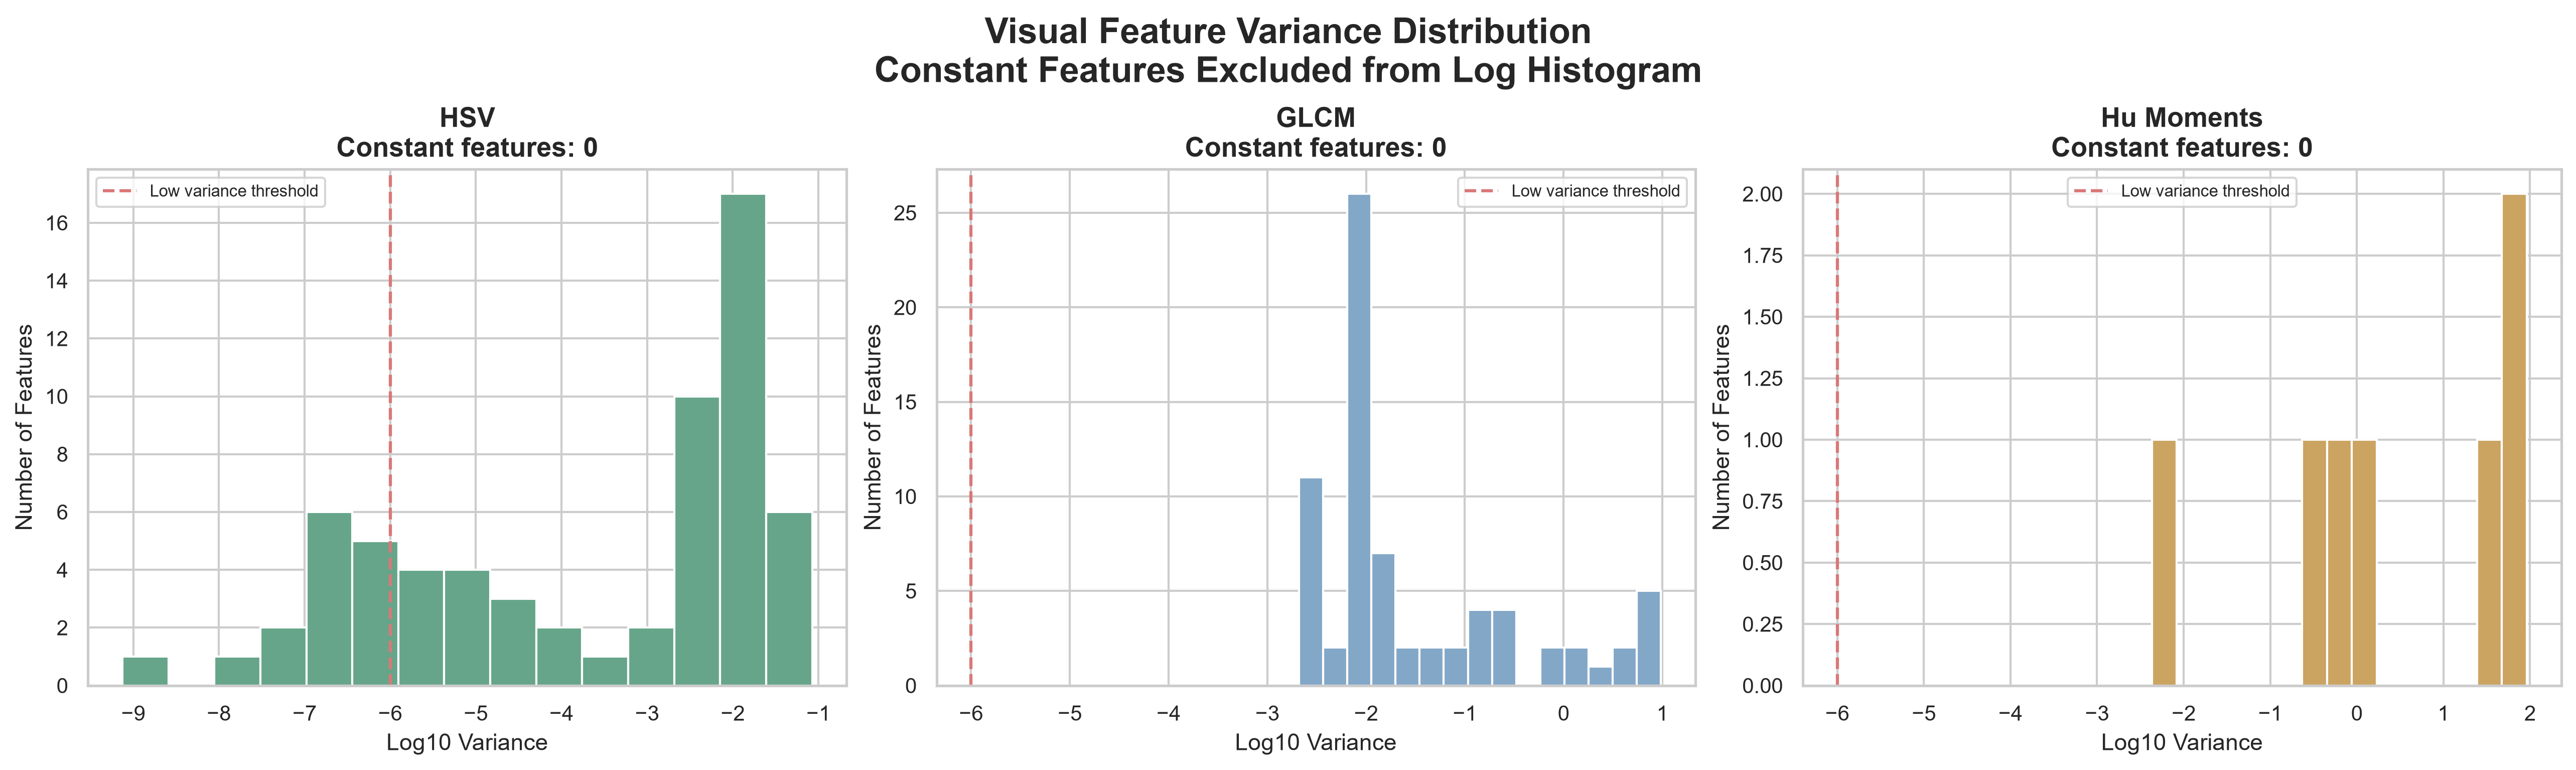 Visual Feature Variance Distribution
Constant Features Excluded from Log Histogram
HSV
Constant features: 0
Low variance threshold
Number of Features
16
14
12
10
8
6
4
2
0
−9 −8 −7 −6 −5 −4 −3 −2 −1
Log10 Variance
GLCM
Constant features: 0
Low variance threshold
Number of Features
25
20
15
10
5
0
−6 −5 −4 −3 −2 −1 0 1
Log10 Variance
Hu Moments
Constant features: 0
Low variance threshold
Number of Features
2.00
1.75
1.50
1.25
1.00
0.75
0.50
0.25
0.00
−6 −5 −4 −3 −2 −1 0 1 2
Log10 Variance